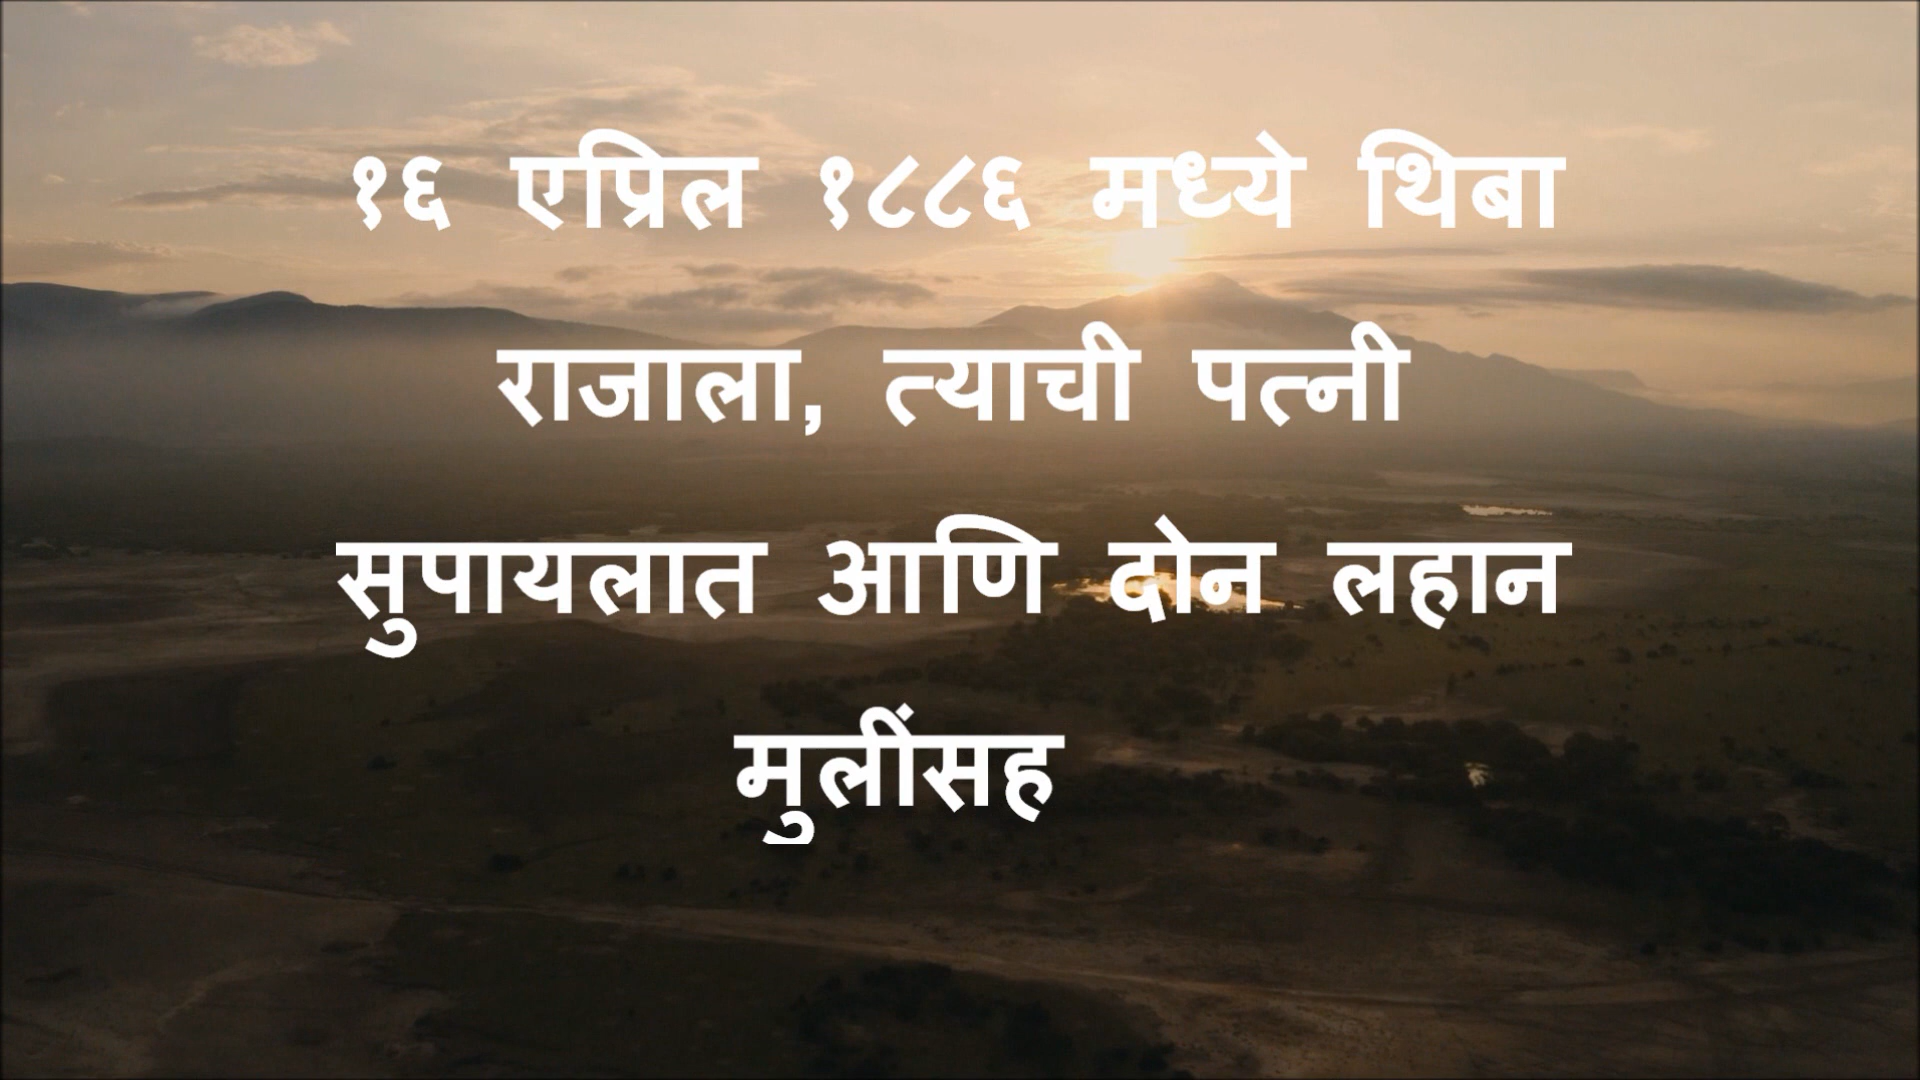 १६ एप्रिल १८८६ मध्ये थिबा
राजाला, त्याची पत्नी
सुपायलात आणि दोन लहान
मुलींसह